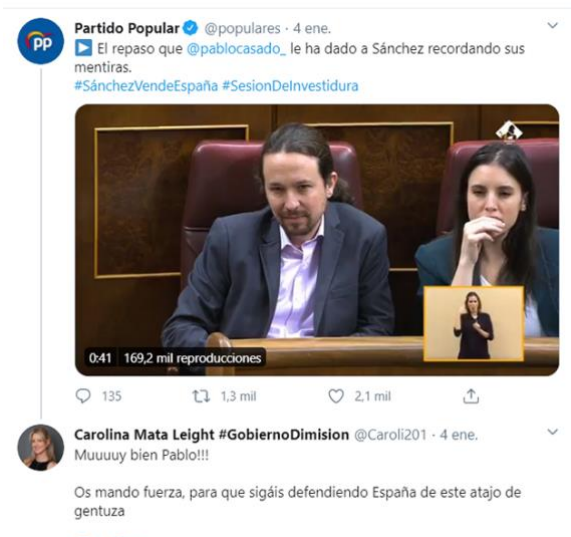 pp
Partido Popular @populares · 4 ene.
El repaso que @pablocasado_ le ha dado a Sánchez recordando sus
mentiras.
#SánchezVendeEspaña #SesionDeInvestidura
0:41 169,2 mil reproducciones
135 1,3 mil 2,1 mil
Carolina Mata Leight #GobiernoDimision @Caroli201 · 4 ene.
Muuuuy bien Pablo!!!
Os mando fuerza, para que sigáis defendiendo España de este atajo de
gentuza